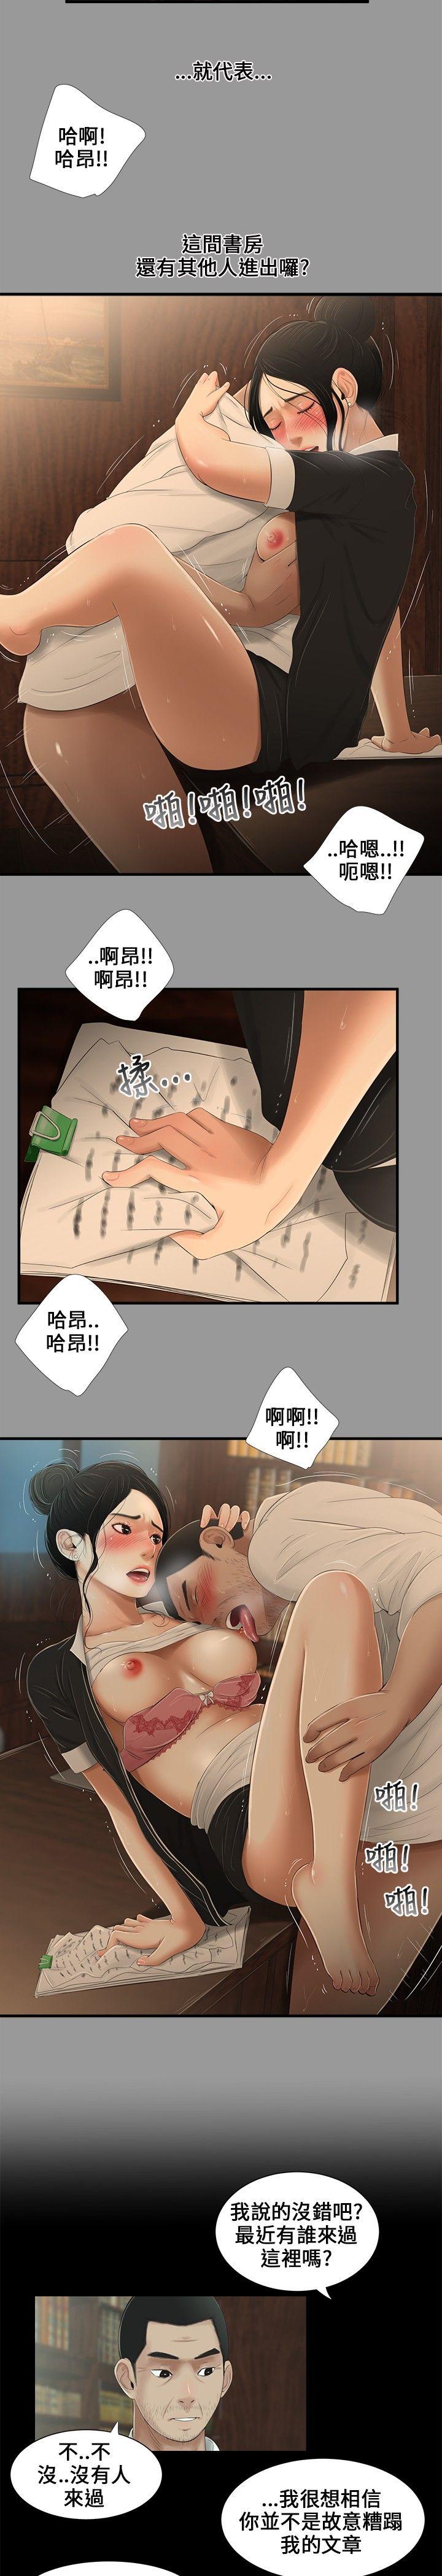 ...就代表...
哈啊!
哈昂!!
這間書房
還有其他人進出囉?
啪!啪!啪!
..哈嗯..!!
呃嗯!!
..啊昂!!
啊昂!!
揉...
哈昂..
哈昂!!
啊啊!!
啊!!
啪!
啪!
啪!
我說的沒錯吧?
最近有誰來過
這裡嗎?
不..不
沒..沒有人
來過
...我很想相信
你並不是故意糟蹋
我的文章